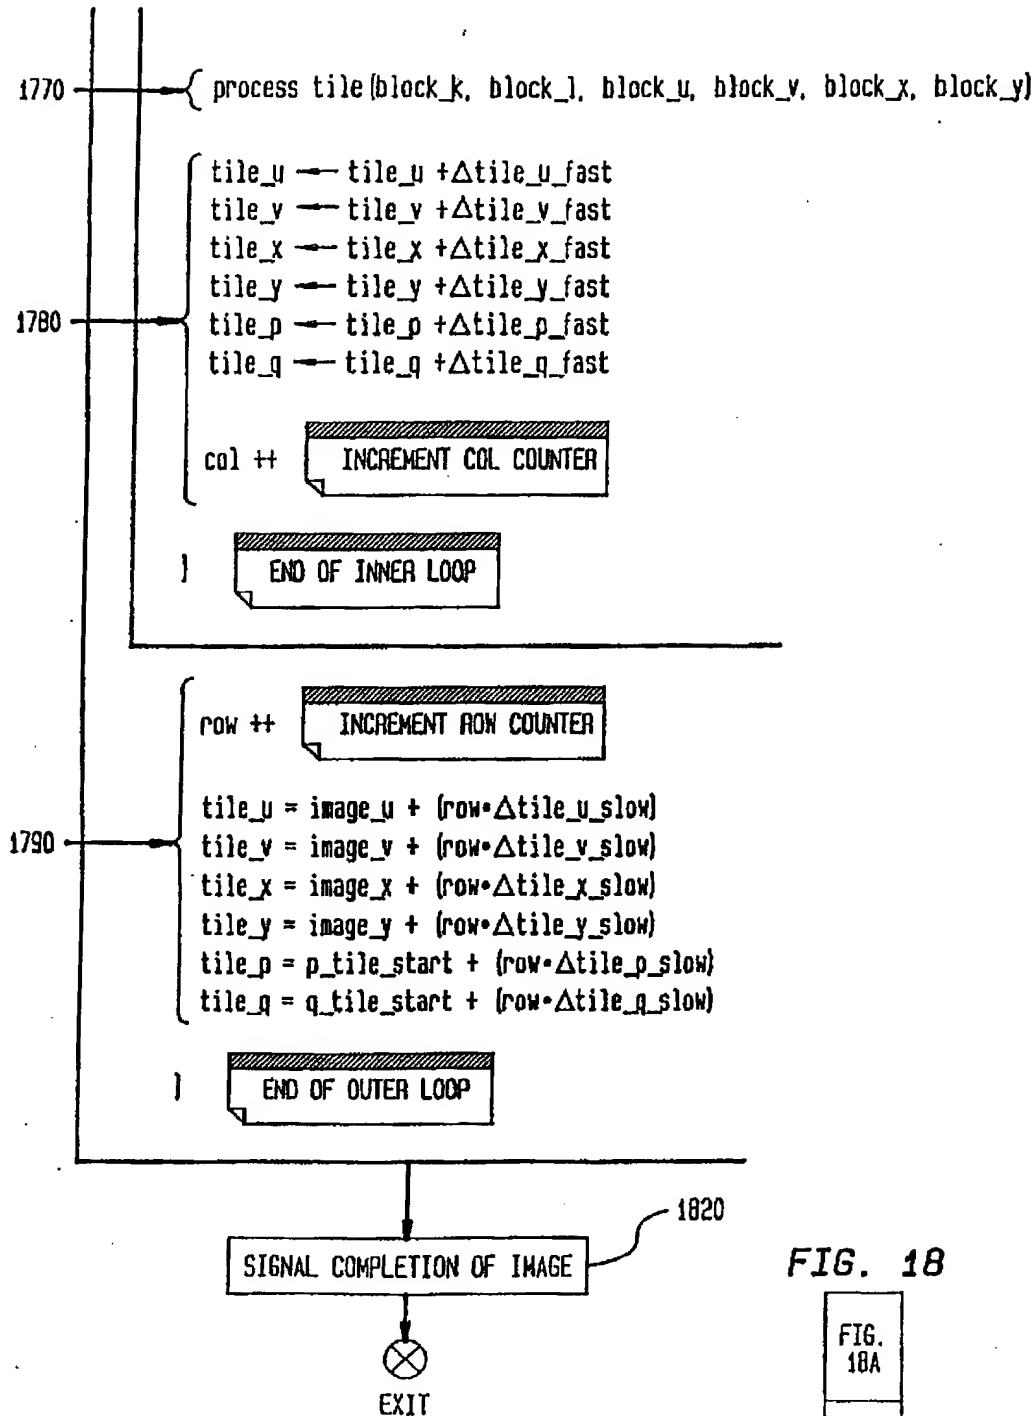 1770 { process tile (block_k, block_l, block_u, block_v, block_x, block_y)
tile_u ← tile_u +Δtile_u_fast
tile_v ← tile_v +Δtile_v_fast
tile_x ← tile_x +Δtile_x_fast
tile_y ← tile_y +Δtile_y_fast
1780
tile_p ← tile_p +Δtile_p_fast
tile_q ← tile_q +Δtile_q_fast
col ++ INCREMENT COL COUNTER
} END OF INNER LOOP
row ++ INCREMENT ROW COUNTER
tile_u = image_u + (row•Δtile_u_slow)
1790
tile_v = image_v + (row•Δtile_v_slow)
tile_x = image_x + (row•Δtile_x_slow)
tile_y = image_y + (row•Δtile_y_slow)
tile_p = p_tile_start + (row•Δtile_p_slow)
tile_q = q_tile_start + (row•Δtile_q_slow)
} END OF OUTER LOOP
1820
SIGNAL COMPLETION OF IMAGE
EXIT
FIG. 18
FIG.
18A